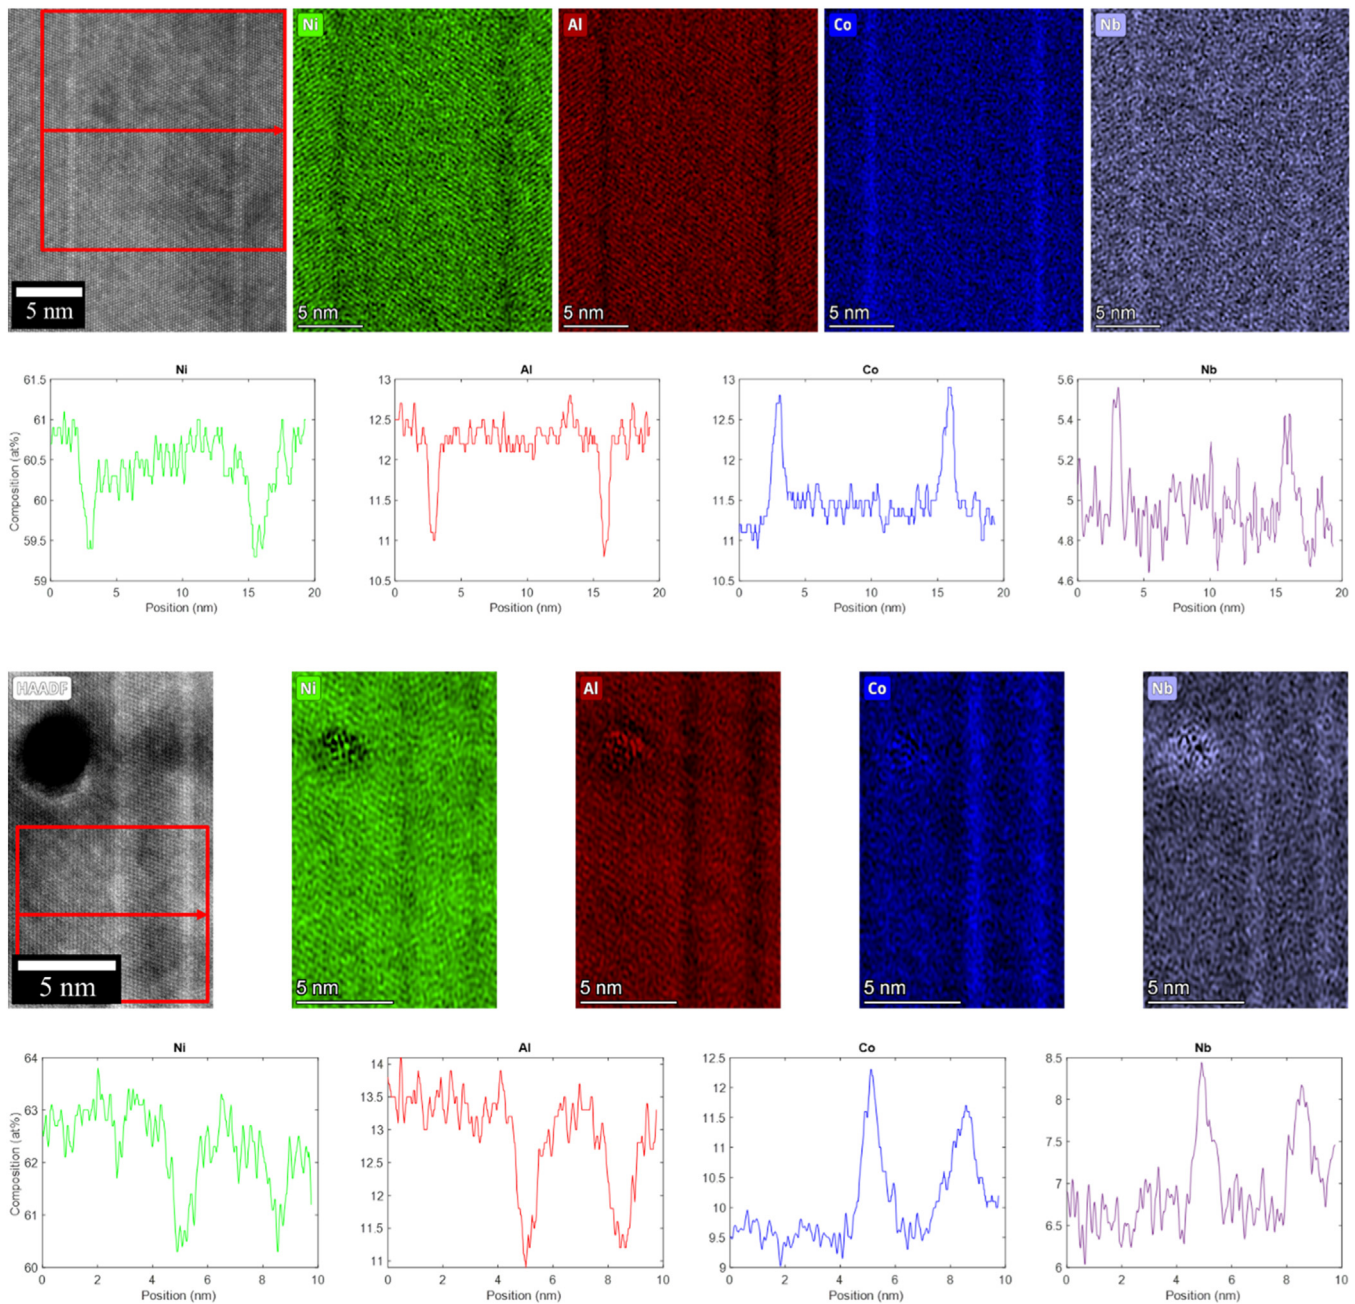 Ni Al Co Nb
5 nm 5 nm 5 nm 5 nm 5 nm
Ni Al Co Nb
61.5 13 13 5.6
61 12.5 12.5 5.4
60.5 12 12 5.2
60 11.5 11.5 5
59.5 11 11 4.8
59 10.5 10.5 4.6
Composition (at%)
0 5 10 15 20 0 5 10 15 20 0 5 10 15 20 0 5 10 15 20
Position (nm) Position (nm) Position (nm) Position (nm)
HAADF Ni Al Co Nb
5 nm 5 nm 5 nm 5 nm 5 nm
Ni Al Co Nb
64 14 12.5 8.5
63 13.5 12 8
62 13 11.5 7.5
61 12.5 11 7
60 12 10.5 6.5
11.5 10 6
11 9.5
9
Composition (at%)
0 2 4 6 8 10 0 2 4 6 8 10 0 2 4 6 8 10 0 2 4 6 8 10
Position (nm) Position (nm) Position (nm) Position (nm)